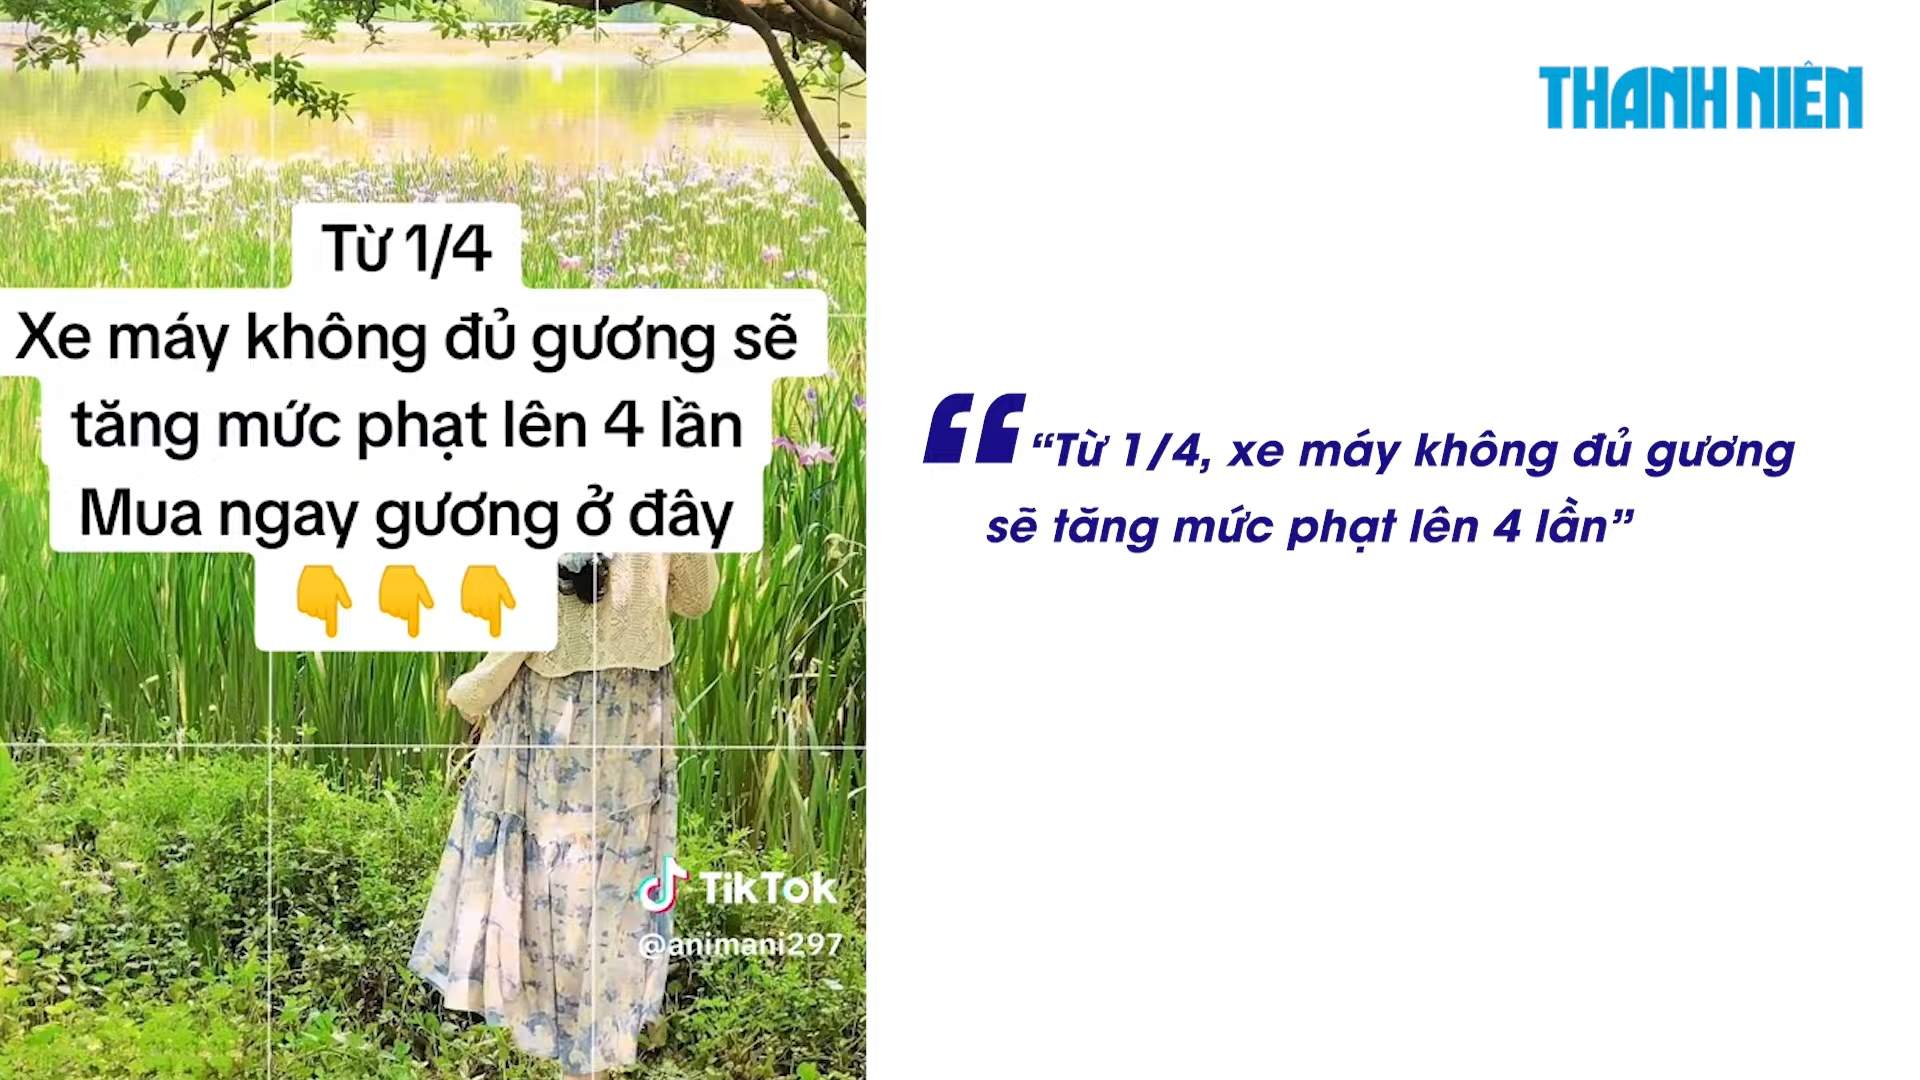 Từ 1/4
Xe máy không đủ gương sẽ
tăng mức phạt lên 4 lần
Mua ngay gương ở đây
👇👇👇
TikTok
@animani297
THANH NIÊN
“Từ 1/4, xe máy không đủ gương
sẽ tăng mức phạt lên 4 lần”